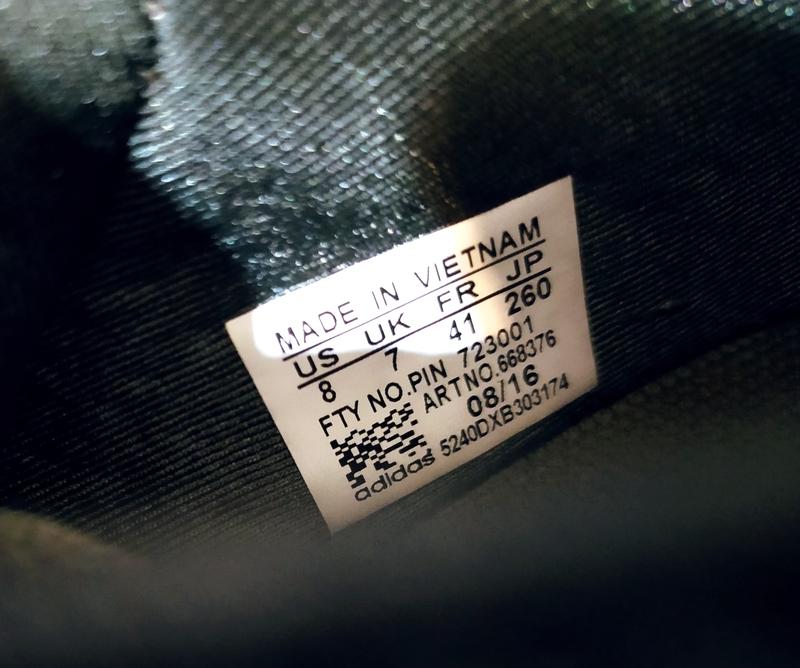 MADE IN VIETNAM
US UK FR JP
8 7 41 260
FTY NO.PIN 723001
ART NO.668376
08/16
adidas 5240DXB303174